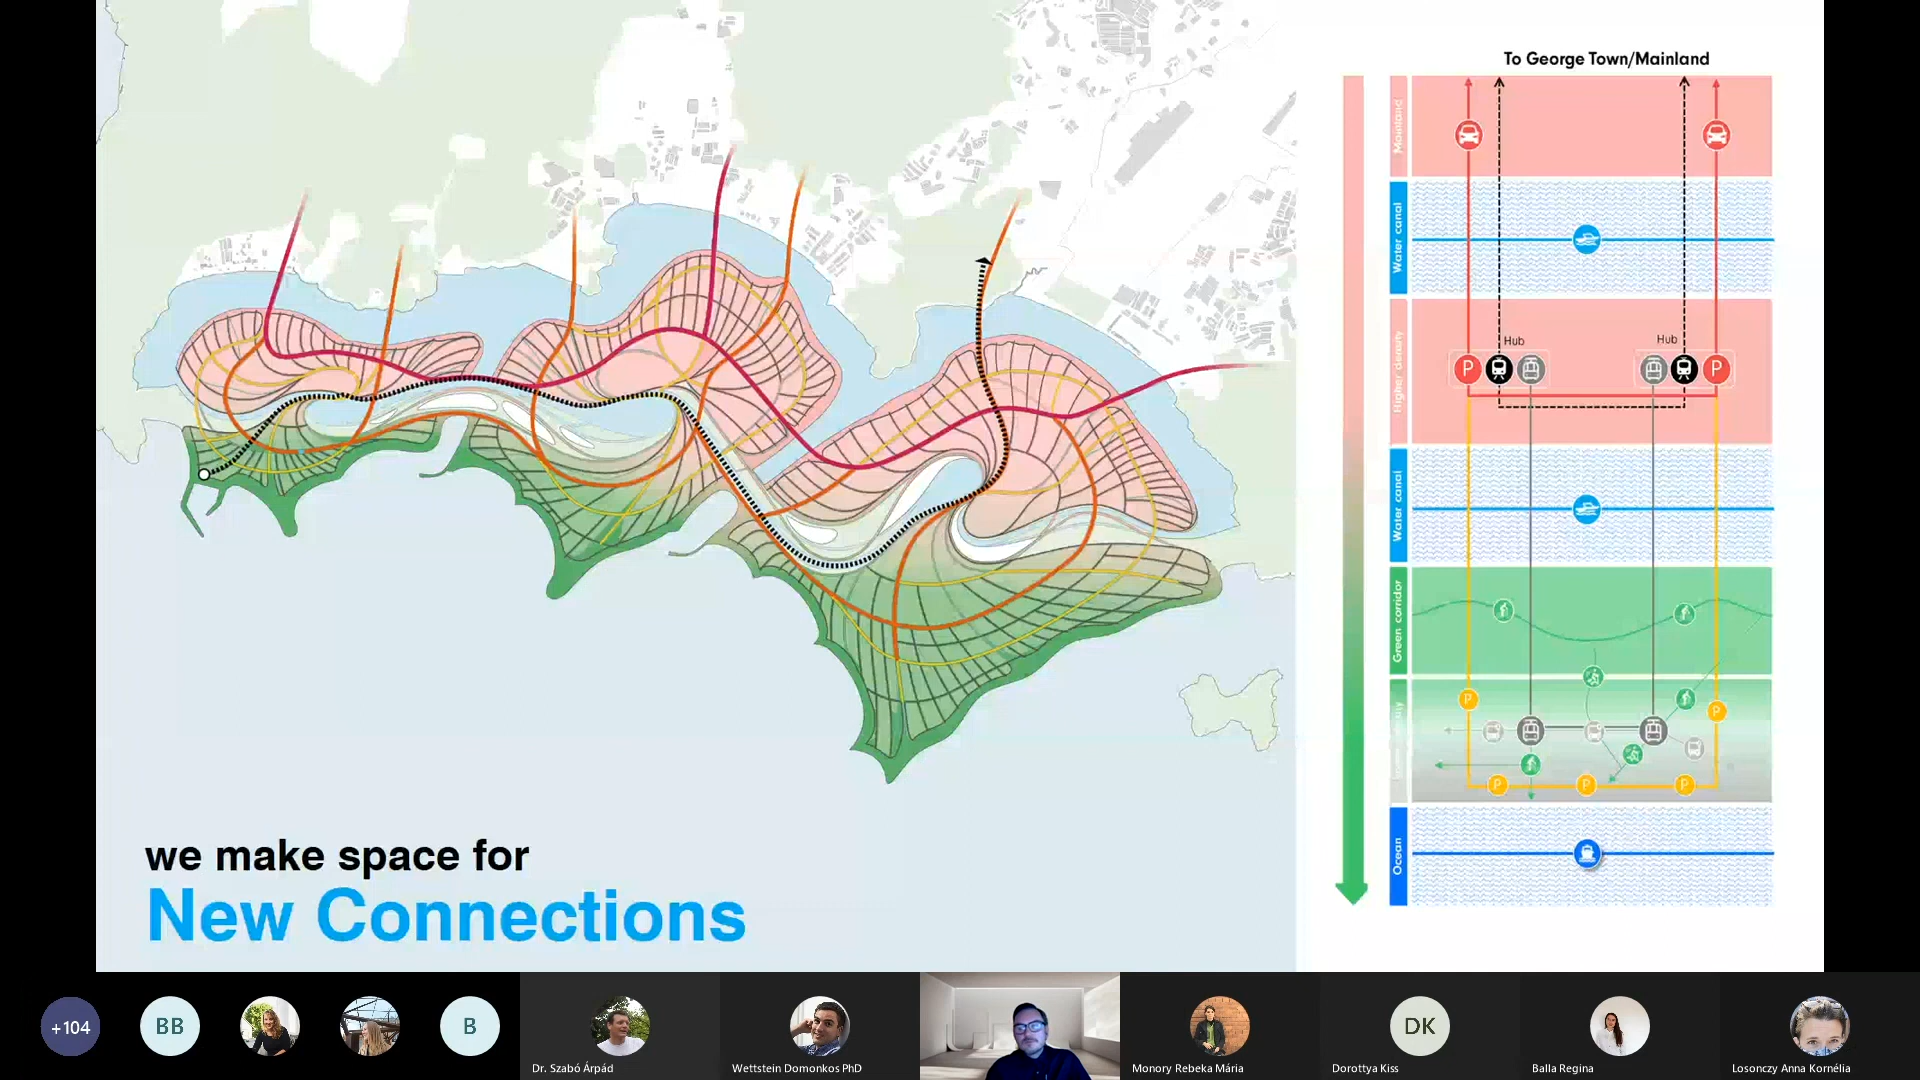 we make space for
New Connections
To George Town/Mainland
Mainland
Water canal
Hub
Hub
Higher density
P
P
Water canal
Green corridor
P
P
P
P
P
Ocean
+104
BB
B
Dr. Szabó Árpád
Wettstein Domonkos PhD
Monory Rebeka Mária
DK
Dorottya Kiss
Balla Regina
Losonczy Anna Kornélia